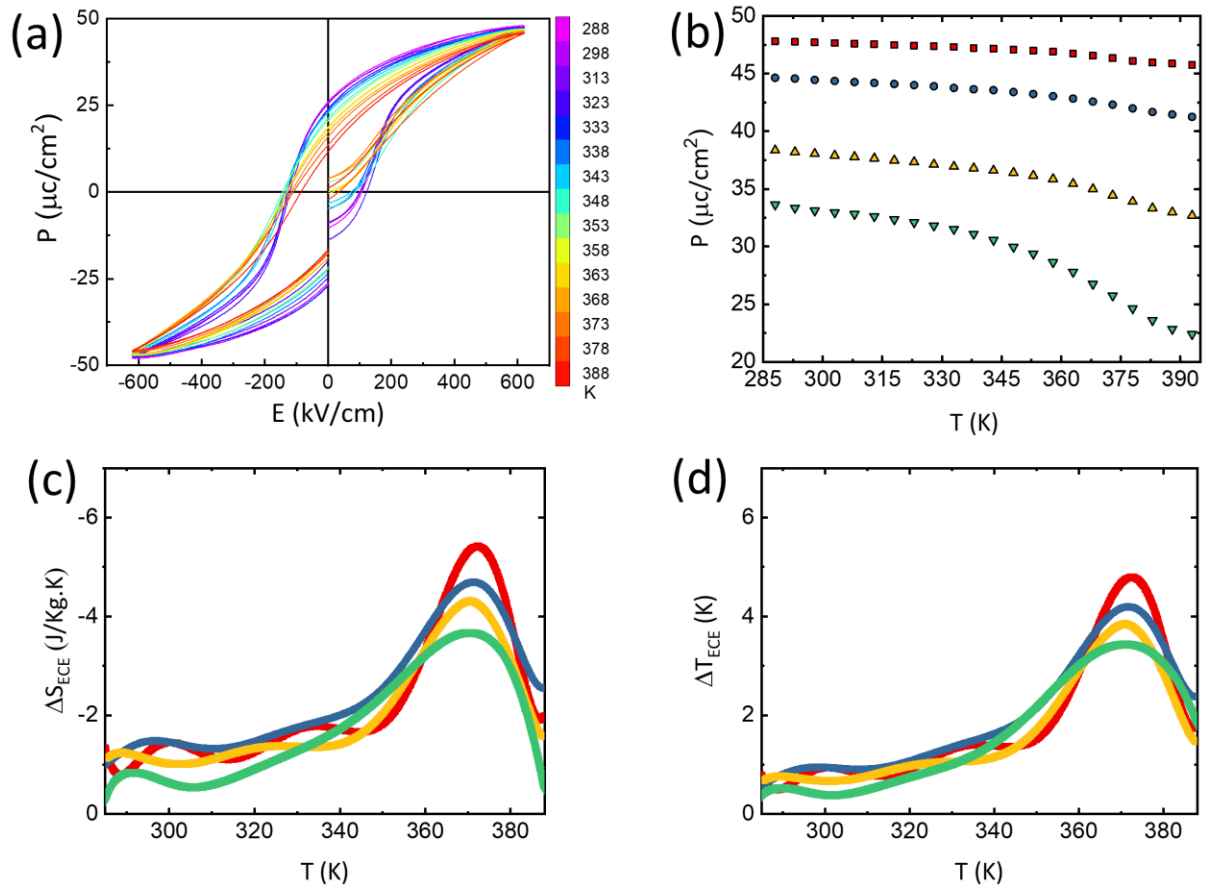 (a)
50
25
0
-25
-50
P (μc/cm²)
-600 -400 -200 0 200 400 600
E (kV/cm)
288
298
313
323
333
338
343
348
353
358
363
368
373
378
388
K
(b)
50
45
40
35
30
25
20
P (μc/cm²)
285 300 315 330 345 360 375 390
T (K)
(c)
-6
-4
-2
0
ΔS_ECE (J/Kg.K)
300 320 340 360 380
T (K)
(d)
6
4
2
0
ΔT_ECE (K)
300 320 340 360 380
T (K)